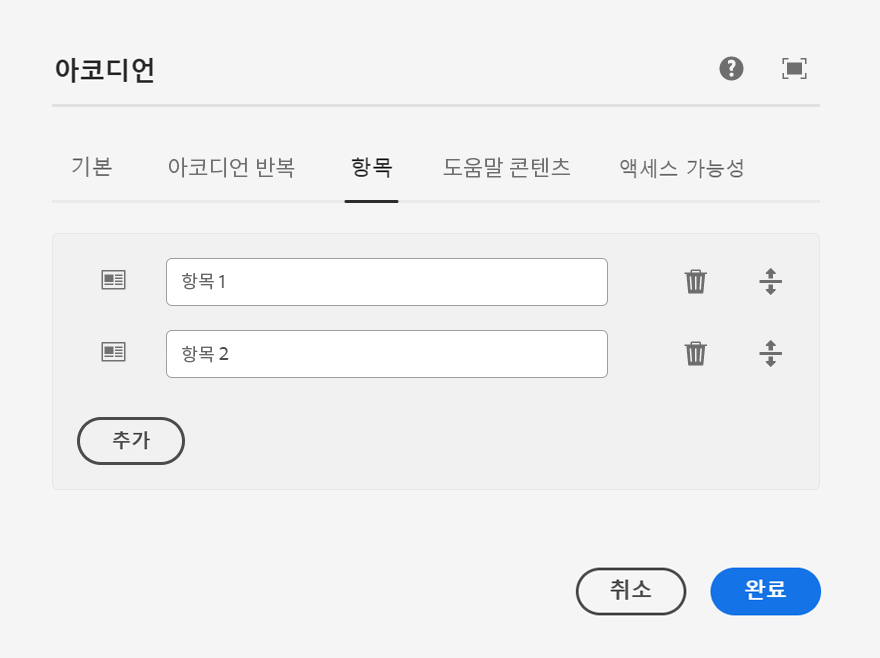 아코디언
기본 아코디언 반복 항목 도움말 콘텐츠 액세스 가능성
항목 1
항목 2
추가
취소 완료